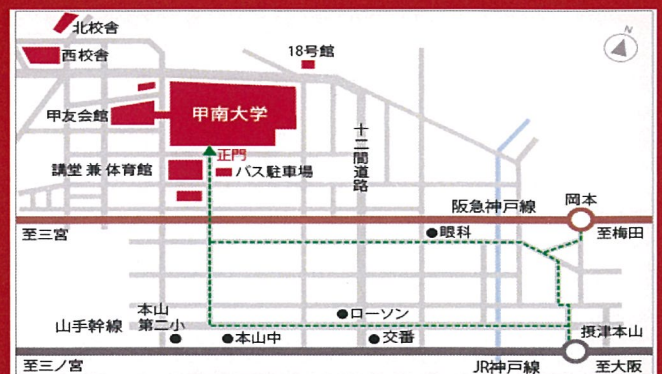 N
北校舎
西校舎
18号館
甲友会館
甲南大学
十二間道路
正門
講堂 兼 体育館
バス駐車場
岡本
阪急神戸線
至三宮
眼科
至梅田
本山
第二小
ローソン
山手幹線
本山中
交番
摂津本山
至三ノ宮
JR神戸線
至大阪